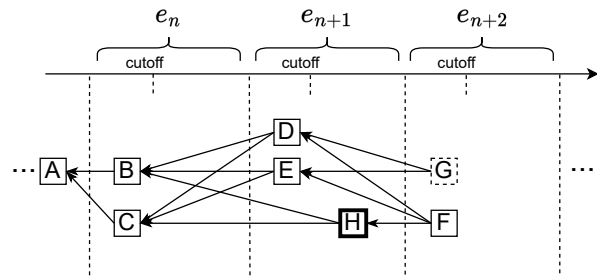 e_n e_{n+1} e_{n+2}
cutoff cutoff cutoff
D
... A B E G ...
C H F